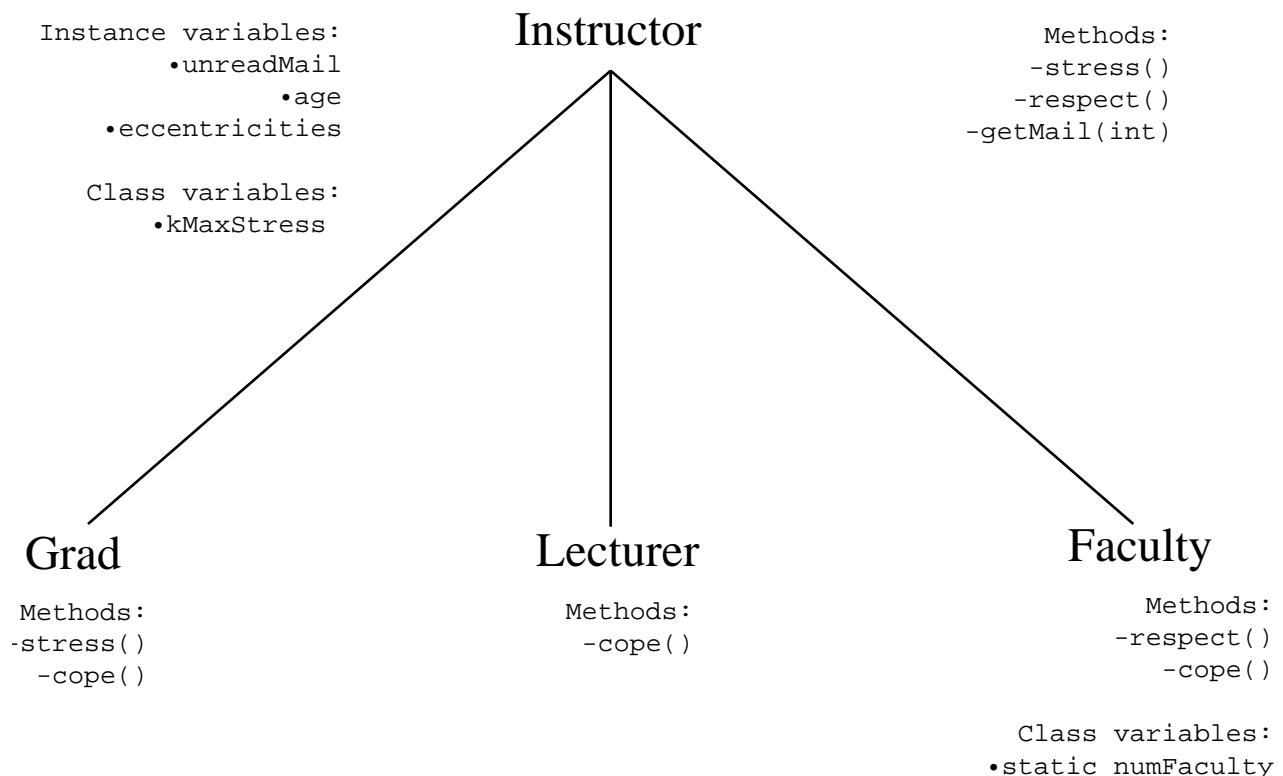 Instructor
Instance variables:
•unreadMail
•age
•eccentricities
Class variables:
•kMaxStress
Methods:
-stress()
-respect()
-getMail(int)
Grad
Methods:
-stress()
-cope()
Lecturer
Methods:
-cope()
Faculty
Methods:
-respect()
-cope()
Class variables:
•static numFaculty